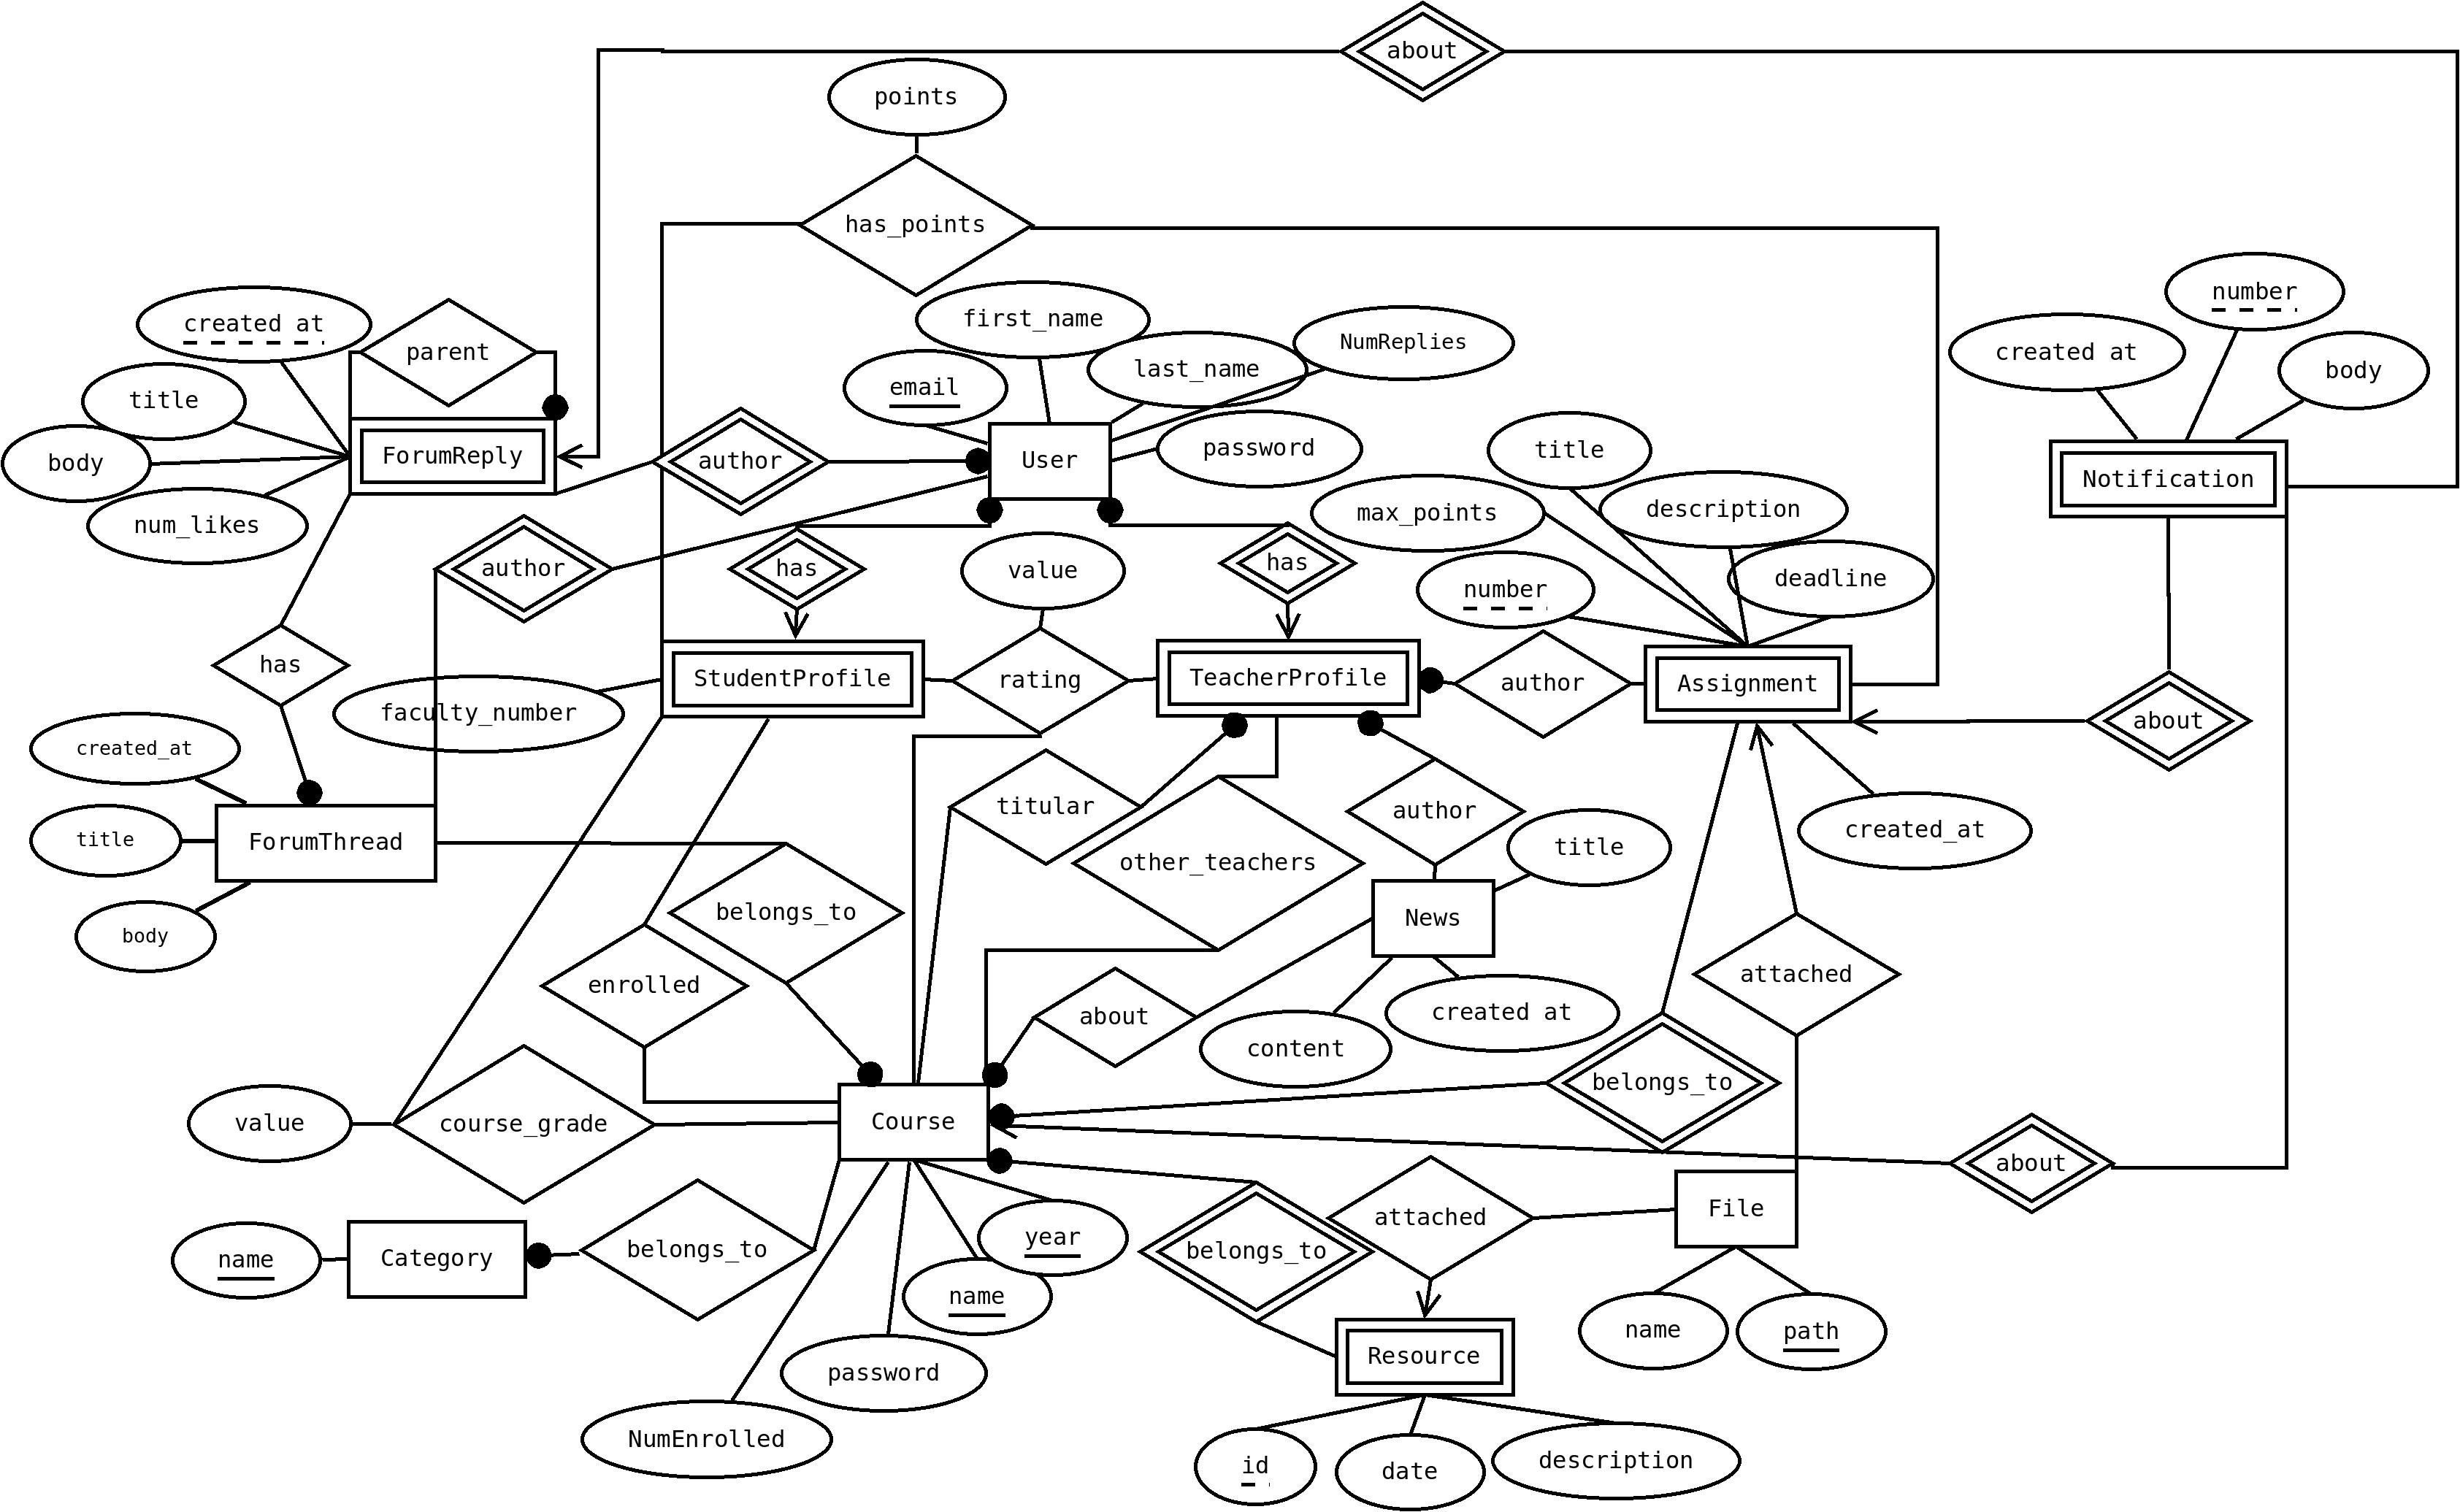 about
points
has_points
number
first_name
created at
NumReplies
parent
created at
last_name
body
email
title
password
title
body
ForumReply
author
User
Notification
description
max_points
num_likes
author
has
value
has
number
deadline
has
StudentProfile
rating
TeacherProfile
author
Assignment
faculty_number
about
created_at
titular
author
created_at
title
ForumThread
other_teachers
title
belongs_to
News
body
enrolled
attached
about
created at
content
belongs_to
value
course_grade
Course
about
File
attached
year
belongs_to
belongs_to
name
Category
name
name
path
Resource
password
NumEnrolled
id
date
description